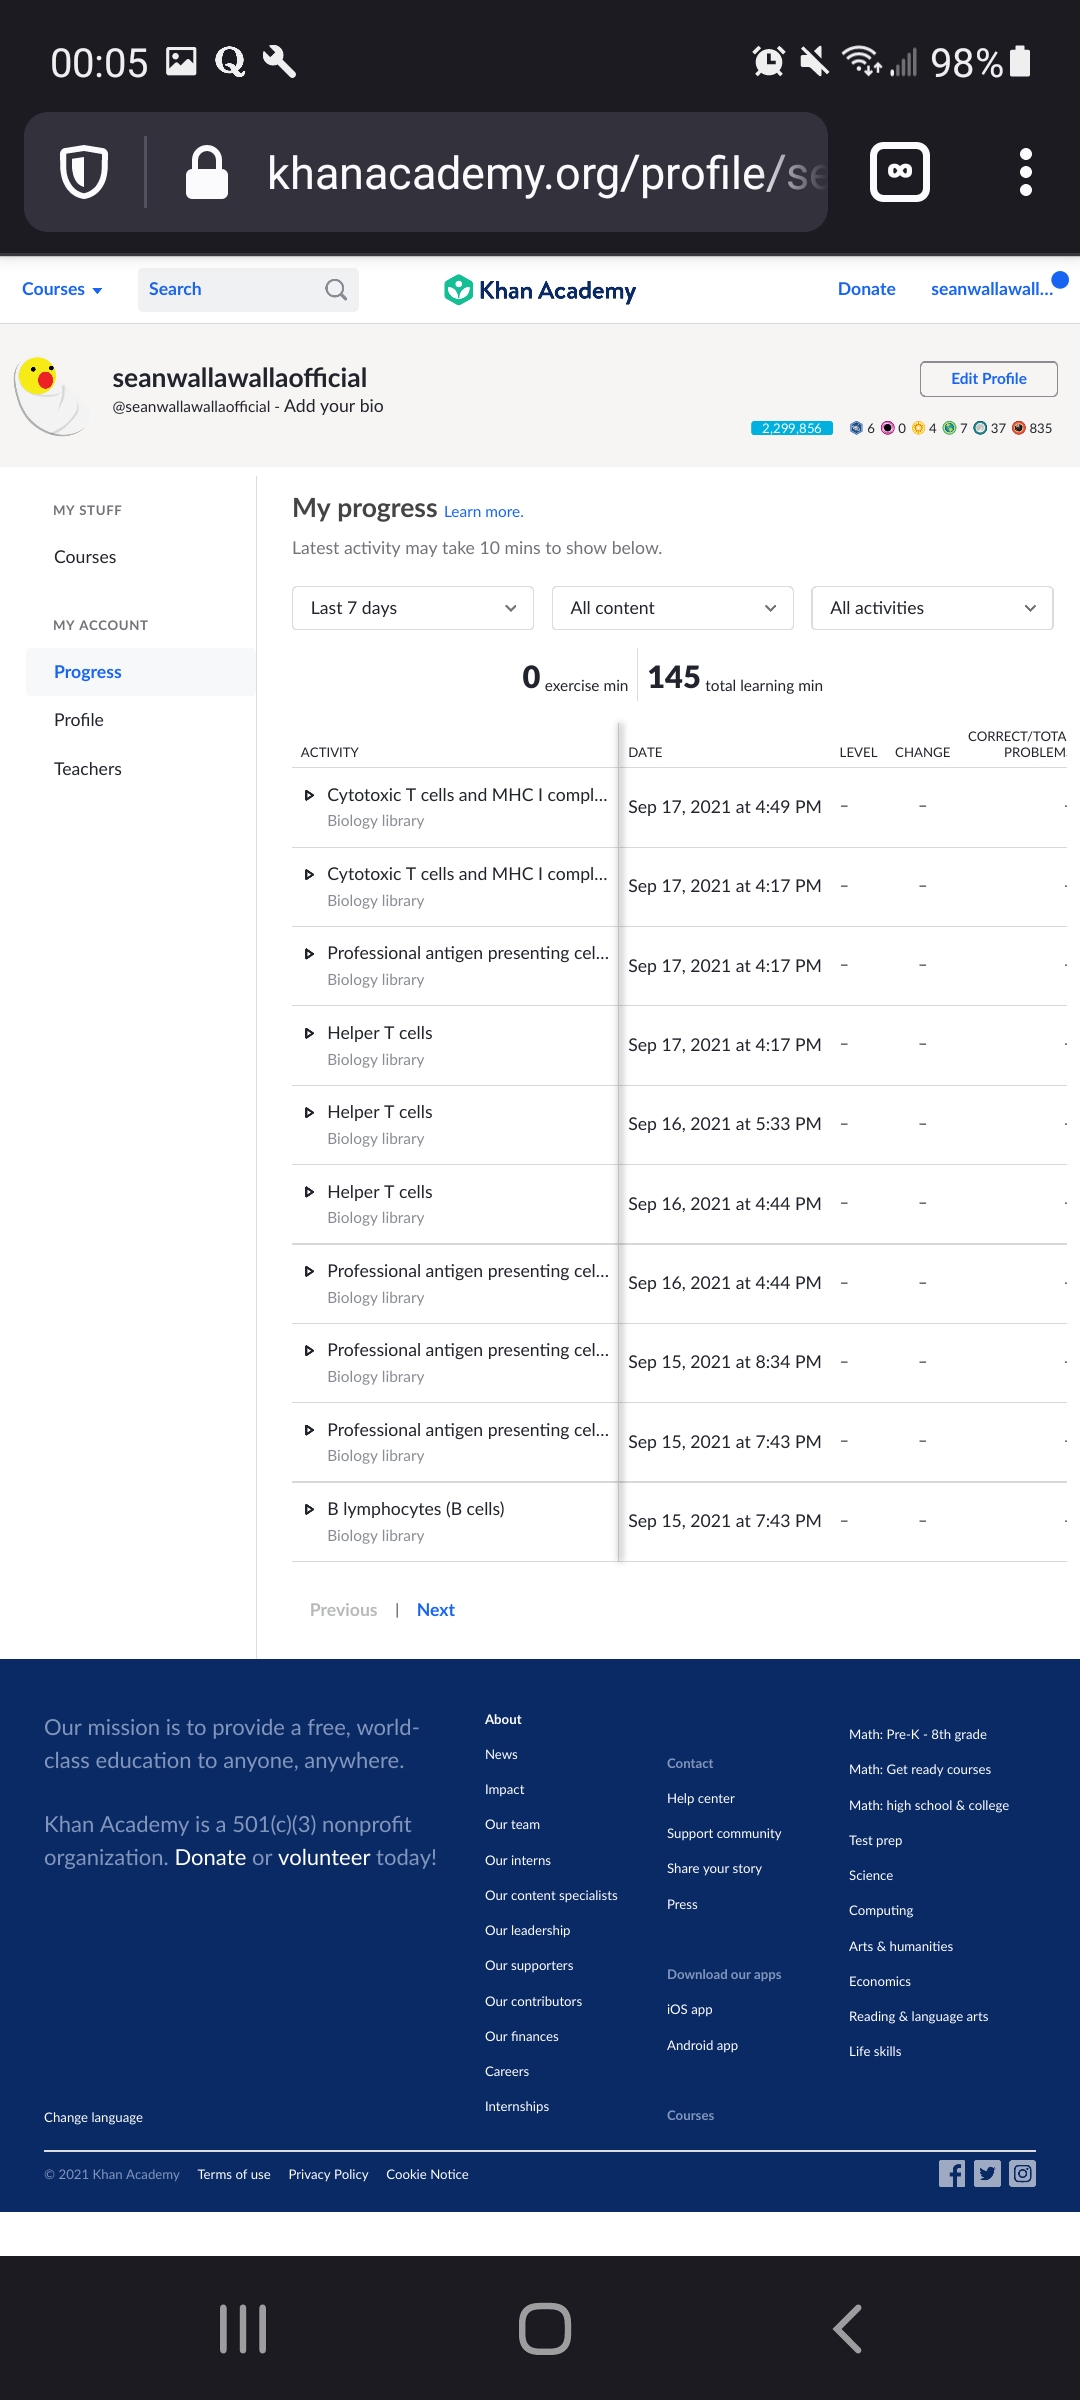 00:05
98%
khanacademy.org/profile/se
Courses
Search
Khan Academy
Donate
seanwallawall...
seanwallawallaofficial
@seanwallawallaofficial - Add your bio
Edit Profile
2,299,856 6 0 4 7 37 835
MY STUFF
Courses
MY ACCOUNT
Progress
Profile
Teachers
My progress Learn more.
Latest activity may take 10 mins to show below.
Last 7 days
All content
All activities
0 exercise min
145 total learning min
ACTIVITY DATE LEVEL CHANGE CORRECT/TOTA
PROBLEM
Cytotoxic T cells and MHC I compl... Sep 17, 2021 at 4:49 PM – – -
Biology library
Cytotoxic T cells and MHC I compl... Sep 17, 2021 at 4:17 PM – – -
Biology library
Professional antigen presenting cel... Sep 17, 2021 at 4:17 PM – – -
Biology library
Helper T cells Sep 17, 2021 at 4:17 PM – – -
Biology library
Helper T cells Sep 16, 2021 at 5:33 PM – – -
Biology library
Helper T cells Sep 16, 2021 at 4:44 PM – – -
Biology library
Professional antigen presenting cel... Sep 16, 2021 at 4:44 PM – – -
Biology library
Professional antigen presenting cel... Sep 15, 2021 at 8:34 PM – – -
Biology library
Professional antigen presenting cel... Sep 15, 2021 at 7:43 PM – – -
Biology library
B lymphocytes (B cells) Sep 15, 2021 at 7:43 PM – – -
Biology library
Previous | Next
Our mission is to provide a free, world-
class education to anyone, anywhere.
Khan Academy is a 501(c)(3) nonprofit
organization. Donate or volunteer today!
Change language
About
News
Impact
Our team
Our interns
Our content specialists
Our leadership
Our supporters
Our contributors
Our finances
Careers
Internships
Contact
Help center
Support community
Share your story
Press
Download our apps
iOS app
Android app
Courses
Math: Pre-K - 8th grade
Math: Get ready courses
Math: high school & college
Test prep
Science
Computing
Arts & humanities
Economics
Reading & language arts
Life skills
© 2021 Khan Academy Terms of use Privacy Policy Cookie Notice